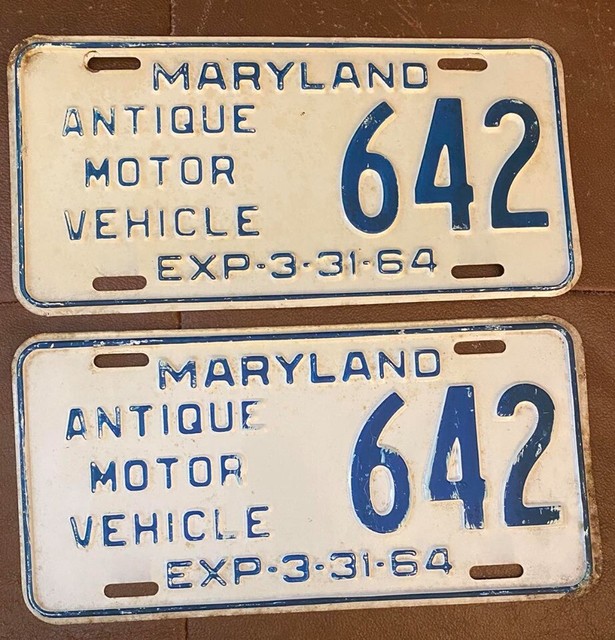 MARYLAND
ANTIQUE
MOTOR
VEHICLE
642
EXP-3-31-64
MARYLAND
ANTIQUE
MOTOR
VEHICLE
642
EXP-3-31-64